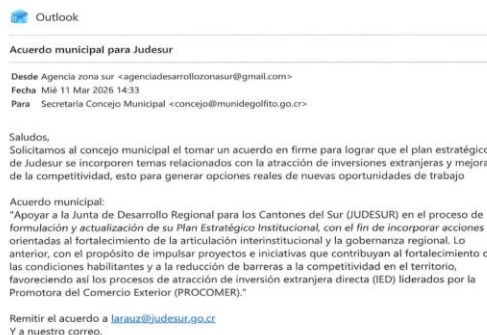 Outlook
Acuerdo municipal para Judesur
Desde Agencia zona sur <agenciadesarrollozonasur@gmail.com>
Fecha Mié 11 Mar 2026 14:33
Para Secretaria Concejo Municipal <concejo@munidegolfito.go.cr>
Saludos,
Solicitamos al concejo municipal el tomar un acuerdo en firme para lograr que el plan estratégico
de Judesur se incorporen temas relacionados con la atracción de inversiones extranjeras y mejora
de la competitividad, esto para generar opciones reales de nuevas oportunidades de trabajo
Acuerdo municipal:
"Apoyar a la Junta de Desarrollo Regional para los Cantones del Sur (JUDESUR) en el proceso de
formulación y actualización de su Plan Estratégico Institucional, con el fin de incorporar acciones
orientadas al fortalecimiento de la articulación interinstitucional y la gobernanza regional. Lo
anterior, con el propósito de impulsar proyectos e iniciativas que contribuyan al fortalecimiento d
las condiciones habilitantes y a la reducción de barreras a la competitividad en el territorio,
favoreciendo así los procesos de atracción de inversión extranjera directa (IED) liderados por la
Promotora del Comercio Exterior (PROCOMER)."
Remitir el acuerdo a larauz@judesur.go.cr
Y a nuestro correo.